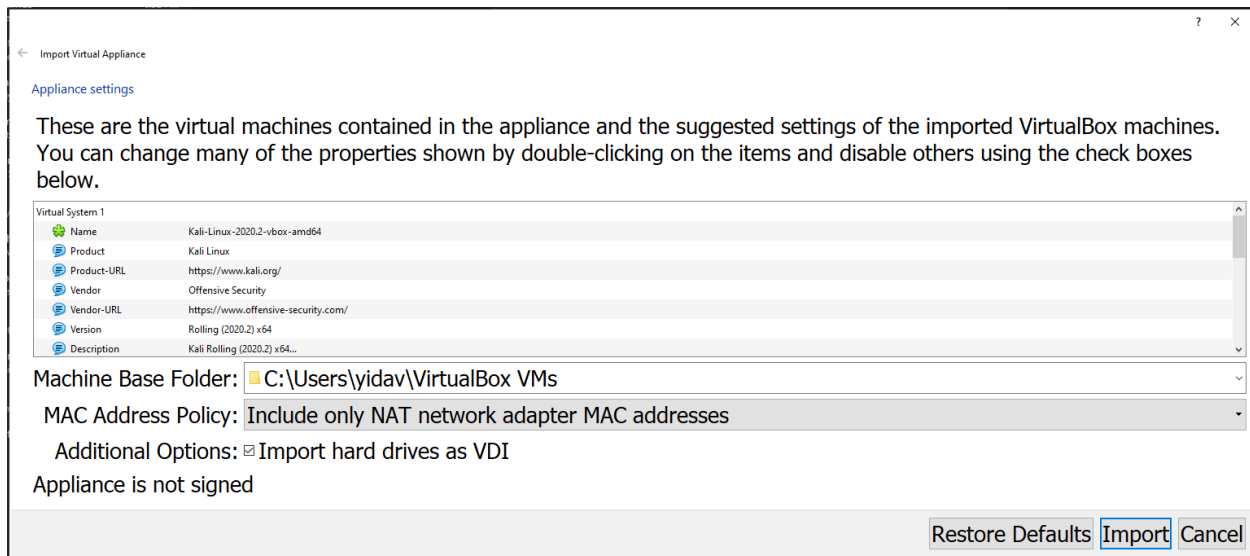 ?
Import Virtual Appliance
Appliance settings
These are the virtual machines contained in the appliance and the suggested settings of the imported VirtualBox machines.
You can change many of the properties shown by double-clicking on the items and disable others using the check boxes
below.
Virtual System 1
Name Kali-Linux-2020.2-vbox-amd64
Product Kali Linux
Product-URL https://www.kali.org/
Vendor Offensive Security
Vendor-URL https://www.offensive-security.com/
Version Rolling (2020.2) x64
Description Kali Rolling (2020.2) x64...
Machine Base Folder: C:\Users\yidav\VirtualBox VMs
MAC Address Policy: Include only NAT network adapter MAC addresses
Additional Options: Import hard drives as VDI
Appliance is not signed
Restore Defaults Import Cancel